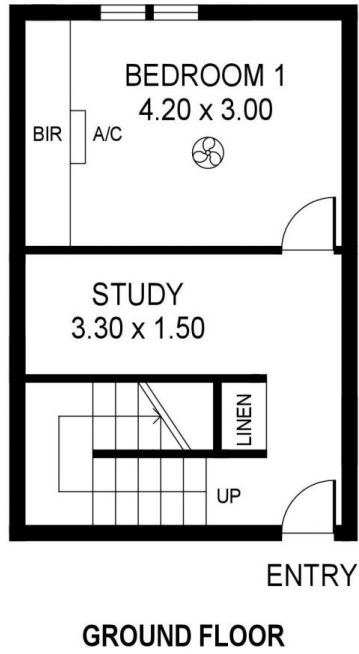 BEDROOM 1
4.20 x 3.00
BIR
A/C
STUDY
3.30 x 1.50
LINEN
UP
ENTRY
GROUND FLOOR